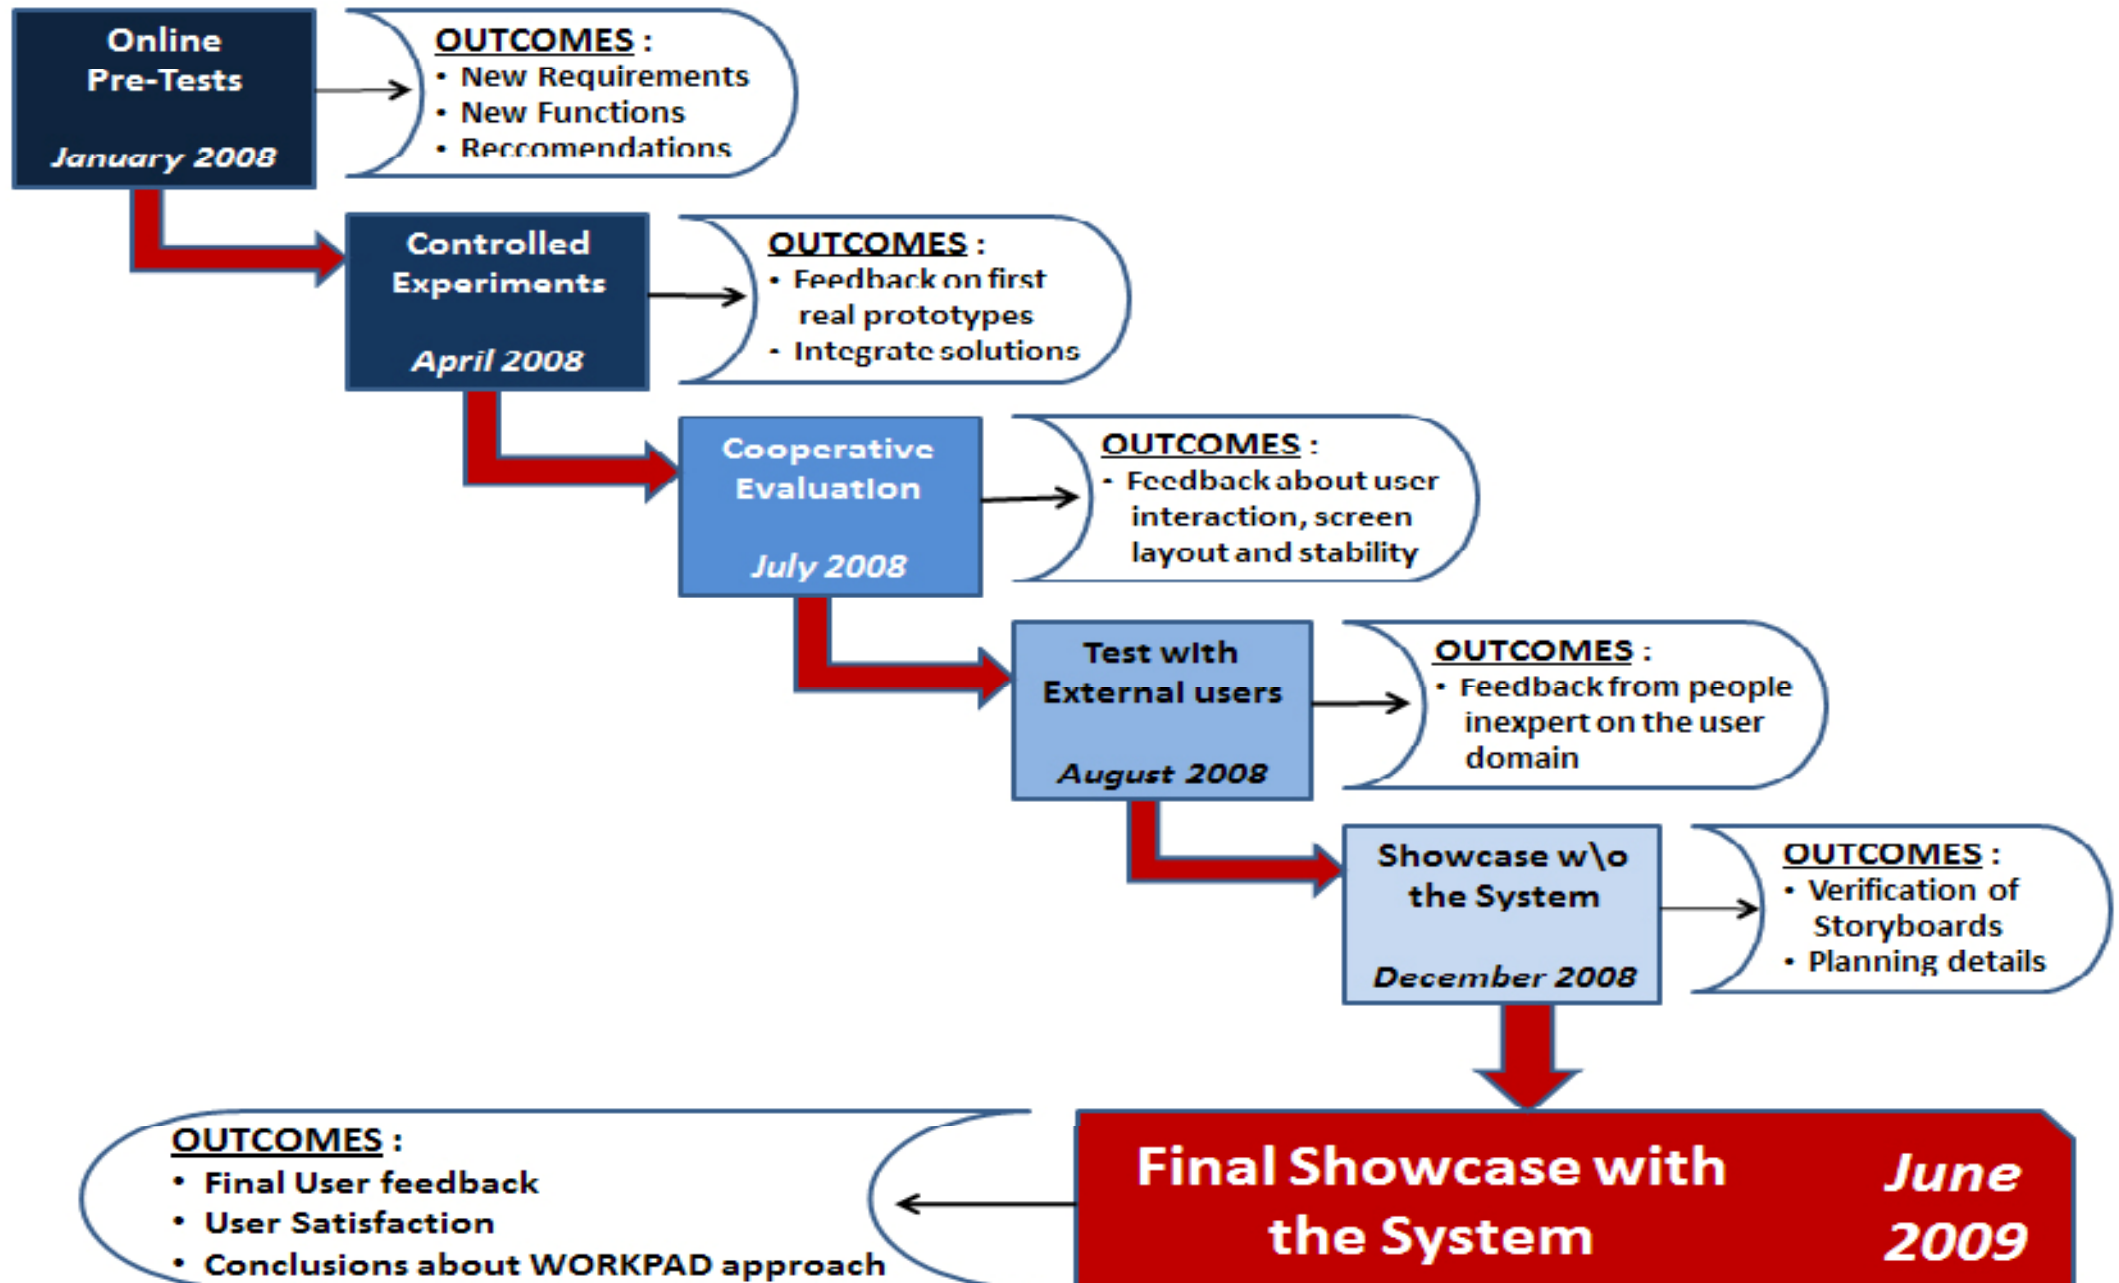 Online
Pre-Tests
January 2008
OUTCOMES :
• New Requirements
• New Functions
• Reccomendations
Controlled
Experiments
April 2008
OUTCOMES :
• Feedback on first
real prototypes
• Integrate solutions
Cooperative
Evaluation
July 2008
OUTCOMES :
• Feedback about user
interaction, screen
layout and stability
Test with
External users
August 2008
OUTCOMES :
• Feedback from people
inexpert on the user
domain
Showcase w\o
the System
December 2008
OUTCOMES :
• Verification of
Storyboards
• Planning details
Final Showcase with
the System
June
2009
OUTCOMES :
• Final User feedback
• User Satisfaction
• Conclusions about WORKPAD approach